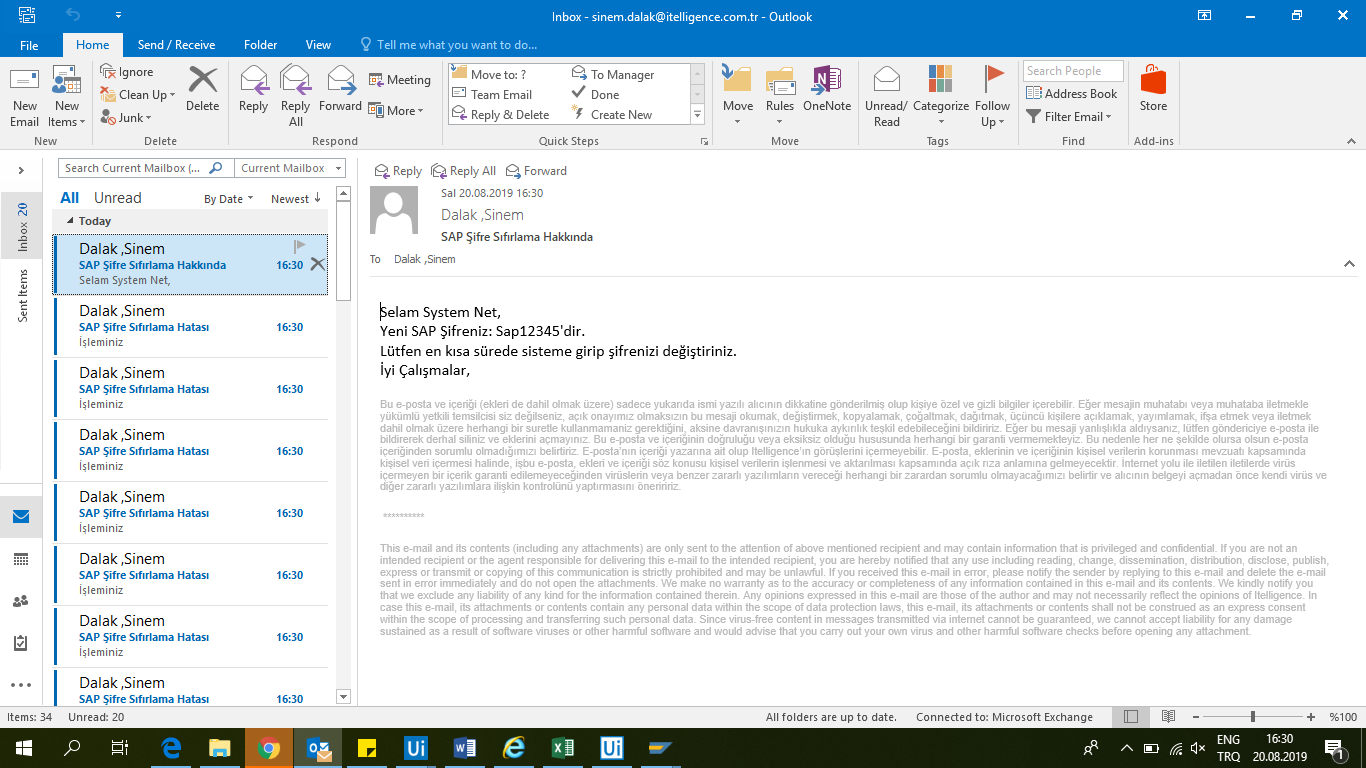 Inbox - sinem.dalak@itelligence.com.tr - Outlook
File Home Send / Receive Folder View Tell me what you want to do...
New Email
New Items
Ignore
Clean Up
Junk
Delete
Reply
Reply All
Forward
Meeting
More
Move to: ?
Team Email
Reply & Delete
To Manager
Done
Create New
Move
Rules
OneNote
Unread/ Read
Categorize
Follow Up
Search People
Address Book
Filter Email
Store
New Delete Respond Quick Steps Move Tags Find Add-ins
Search Current Mailbox (... Current Mailbox
All Unread By Date Newest ↓
Today
Dalak ,Sinem
SAP Şifre Sıfırlama Hakkında 16:30
Selam System Net,
Dalak ,Sinem
SAP Şifre Sıfırlama Hatası 16:30
İşleminiz
Dalak ,Sinem
SAP Şifre Sıfırlama Hatası 16:30
İşleminiz
Dalak ,Sinem
SAP Şifre Sıfırlama Hatası 16:30
İşleminiz
Dalak ,Sinem
SAP Şifre Sıfırlama Hatası 16:30
İşleminiz
Dalak ,Sinem
SAP Şifre Sıfırlama Hatası 16:30
İşleminiz
Dalak ,Sinem
SAP Şifre Sıfırlama Hatası 16:30
İşleminiz
Dalak ,Sinem
SAP Şifre Sıfırlama Hatası 16:30
Inbox 20
Sent Items
Reply Reply All Forward
Sal 20.08.2019 16:30
Dalak ,Sinem
SAP Şifre Sıfırlama Hakkında
To Dalak ,Sinem
Selam System Net,
Yeni SAP Şifreniz: Sap12345'dir.
Lütfen en kısa sürede sisteme girip şifrenizi değiştiriniz.
İyi Çalışmalar,
Bu e-posta ve içeriği (ekleri de dahil olmak üzere) sadece yukarıda ismi yazılı alıcının dikkatine gönderilmiş olup kişiye özel ve gizli bilgiler içerebilir. Eğer mesajın muhatabı veya muhataba iletmekle
yükümlü yetkili temsilcisi siz değilseniz, açık onayımız olmaksızın bu mesajı okumak, değiştirmek, kopyalamak, çoğaltmak, dağıtmak, üçüncü kişilere açıklamak, yayımlamak, ifşa etmek veya iletmek
dahil olmak üzere herhangi bir suretle kullanmamanız gerektiğini, aksine davranışınızın hukuka aykırılık teşkil edebileceğini bildiririz. Eğer bu mesajı yanlışlıkla aldıysanız, lütfen göndericiye e-posta ile
bildirerek derhal siliniz ve eklerini açmayınız. Bu e-posta ve içeriğinin doğruluğu veya eksiksiz olduğu hususunda herhangi bir garanti vermemekteyiz. Bu nedenle her ne şekilde olursa olsun e-posta
içeriğinden sorumlu olmadığımızı belirtiriz. E-posta'nın içeriği yazarına ait olup Itelligence'ın görüşlerini içermeyebilir. E-posta, eklerinin ve içeriğinin kişisel verilerin korunması mevzuatı kapsamında
kişisel veri içermesi halinde, işbu e-posta, ekleri ve içeriği söz konusu kişisel verilerin işlenmesi ve aktarılması kapsamında açık rıza anlamına gelmeyecektir. İnternet yolu ile iletilen iletilerde virüs
içermeyen bir içerik garanti edilemeyeceğinden virüslerin veya benzer zararlı yazılımların vereceği herhangi bir zarardan sorumlu olmayacağımızı belirtir ve alıcının belgeyi açmadan önce kendi virüs ve
diğer zararlı yazılımlara ilişkin kontrolünü yaptırmasını öneririz.
**********
This e-mail and its contents (including any attachments) are only sent to the attention of above mentioned recipient and may contain information that is privileged and confidential. If you are not an
intended recipient or the agent responsible for delivering this e-mail to the intended recipient, you are hereby notified that any use including reading, change, dissemination, distribution, disclose, publish,
express or transmit or copying of this communication is strictly prohibited and may be unlawful. If you received this e-mail in error, please notify the sender by replying to this e-mail and delete the e-mail
sent in error immediately and do not open the attachments. We make no warranty as to the accuracy or completeness of any information contained in this e-mail and its contents. We kindly notify you
that we exclude any liability of any kind for the information contained therein. Any opinions expressed in this e-mail are those of the author and may not necessarily reflect the opinions of Itelligence. In
case this e-mail, its attachments or contents contain any personal data within the scope of data protection laws, this e-mail, its attachments or contents shall not be construed as an express consent
within the scope of processing and transferring such personal data. Since virus-free content in messages transmitted via internet cannot be guaranteed, we cannot accept liability for any damage
sustained as a result of software viruses or other harmful software and would advise that you carry out your own virus and other harmful software checks before opening any attachment.
Items: 34 Unread: 20 All folders are up to date. Connected to: Microsoft Exchange %100
ENG 16:30
TRQ 20.08.2019